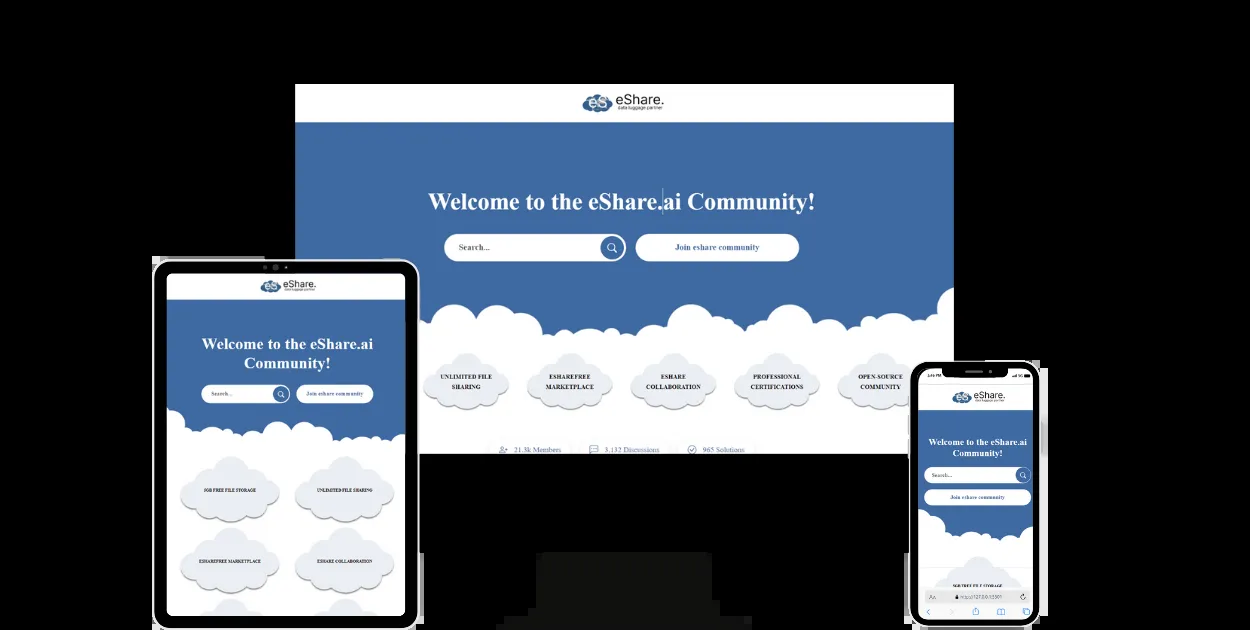 eS eShare.
data luggage partner
Welcome to the eShare.ai Community!
Search...
Join eshare community
UNLIMITED FILE
SHARING
ESHAREFREE
MARKETPLACE
ESHARE
COLLABORATION
PROFESSIONAL
CERTIFICATIONS
OPEN-SOURCE
COMMUNITY
21.3k Members
3,132 Discussions
965 Solutions
eS eShare.
data luggage partner
Welcome to the eShare.ai
Community!
Search...
Join eshare community
5GB FREE FILE STORAGE
UNLIMITED FILE SHARING
ESHAREFREE MARKETPLACE
ESHARE COLLABORATION
eS eShare.
data luggage partner
Welcome to the eShare.ai
Community!
Search...
Join eshare community
5GB FREE FILE STORAGE
AA